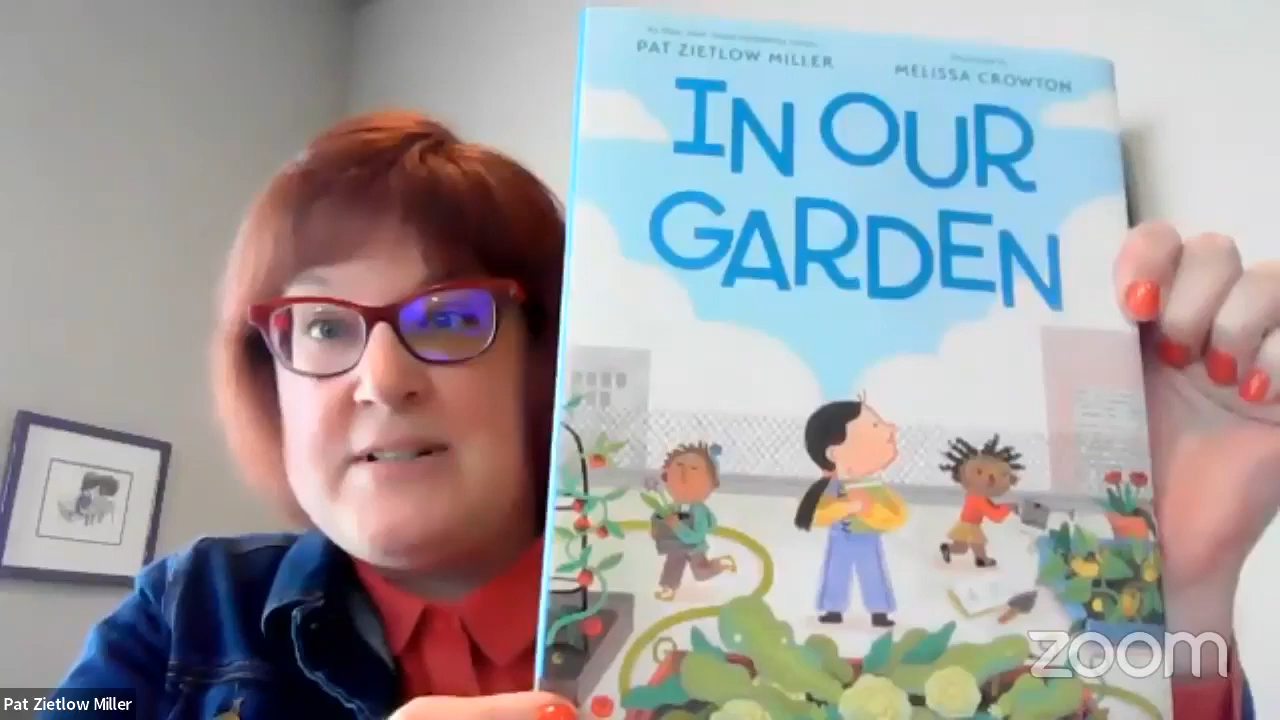 PAT ZIETLOW MILLER
MELISSA CROWTON
IN OUR
GARDEN
zoom
Pat Zietlow Miller